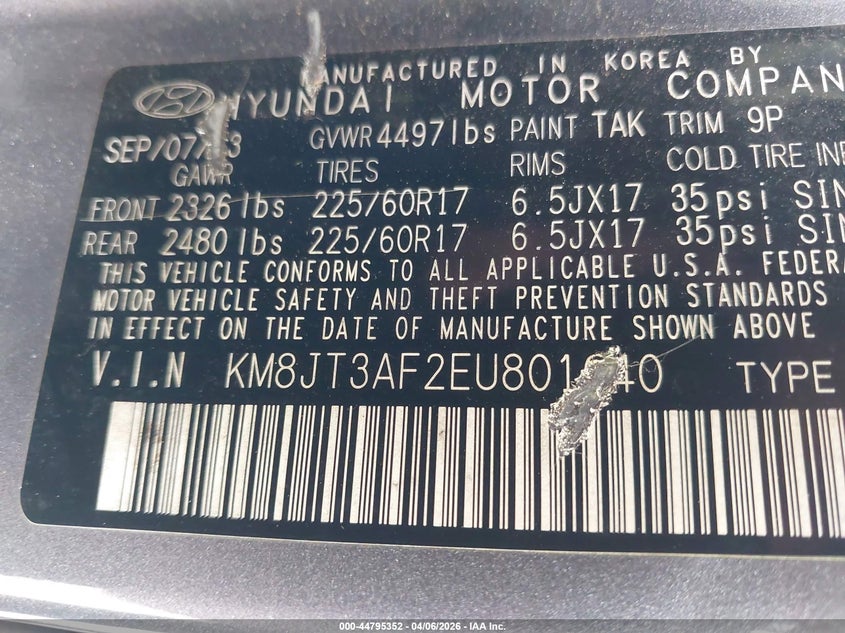 MANUFACTURED IN KOREA BY
HYUNDAI MOTOR COMPAN
GVWR 4497lbs PAINT TAK TRIM 9P
GAWR TIRES RIMS COLD TIRE
FRONT 2326 lbs 225/60R17 6.5JX17 35psi SIN
REAR 2480 lbs 225/60R17 6.5JX17 35psi SIN
THIS VEHICLE CONFORMS TO ALL APPLICABLE U.S.A. FEDERA
MOTOR VEHICLE SAFETY AND THEFT PREVENTION STANDARDS
IN EFFECT ON THE DATE OF MANUFACTURE SHOWN ABOVE
V.I.N TYPE
000-44795352 | 04/06/2026 - IAA Inc.